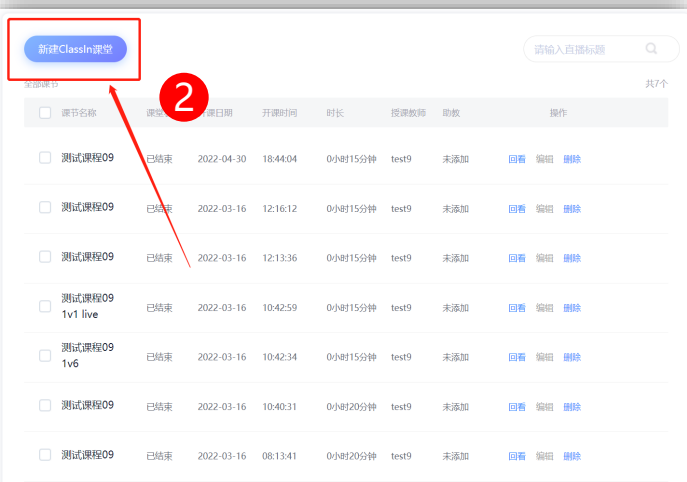 新建ClassIn课堂
请输入直播标题
全部课节
共7个
2
课节名称 课堂 开课日期 开课时间 时长 授课教师 助教 操作
测试课程09 已结束 2022-04-30 18:44:04 0小时15分钟 test9 未添加 回看 编辑 删除
测试课程09 已结束 2022-03-16 12:16:12 0小时15分钟 test9 未添加 回看 编辑 删除
测试课程09 已结束 2022-03-16 12:13:36 0小时15分钟 test9 未添加 回看 编辑 删除
测试课程09
1v1 live
已结束 2022-03-16 10:42:59 0小时15分钟 test9 未添加 回看 编辑 删除
测试课程09
1v6
已结束 2022-03-16 10:42:34 0小时15分钟 test9 未添加 回看 编辑 删除
测试课程09 已结束 2022-03-16 10:40:31 0小时20分钟 test9 未添加 回看 编辑 删除
测试课程09 已结束 2022-03-16 08:13:41 0小时20分钟 test9 未添加 回看 编辑 删除